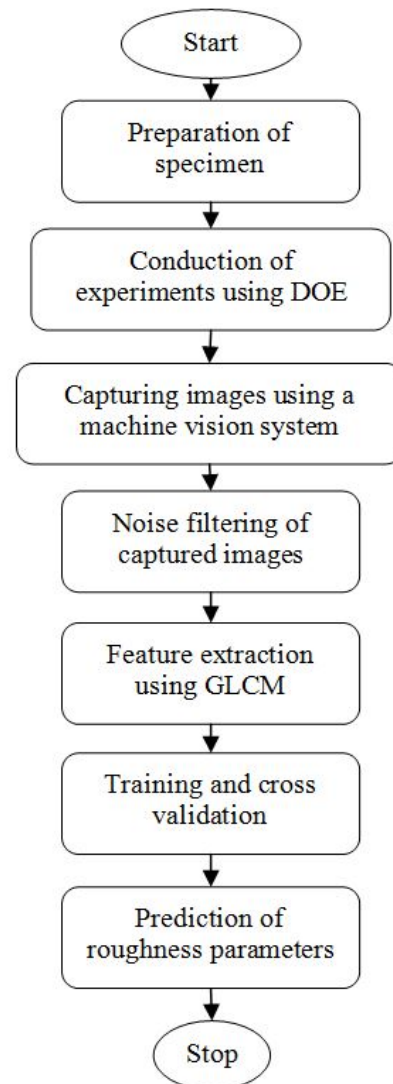 Start
Preparation of
specimen
Conduction of
experiments using DOE
Capturing images using a
machine vision system
Noise filtering of
captured images
Feature extraction
using GLCM
Training and cross
validation
Prediction of
roughness parameters
Stop